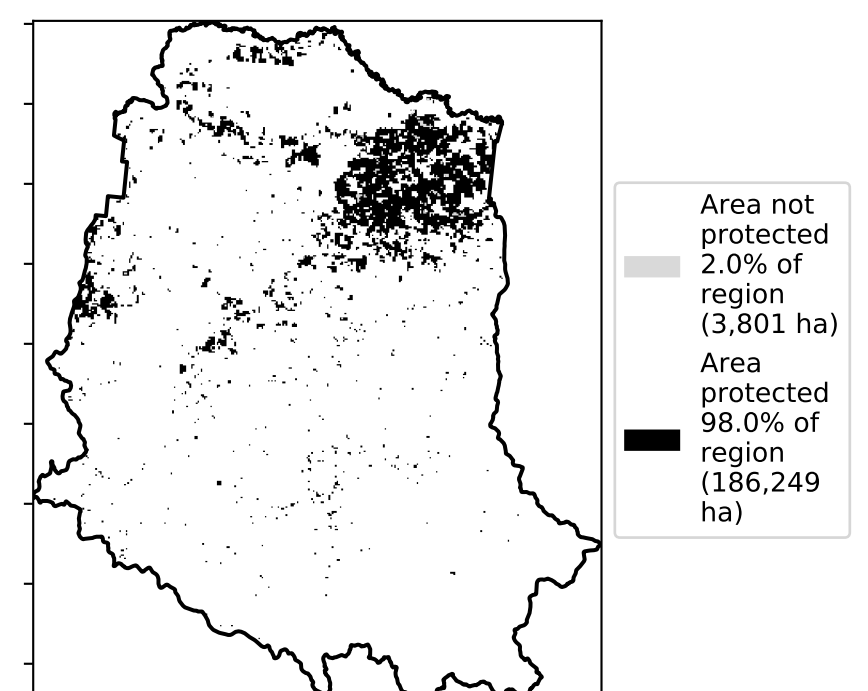 Area not
protected
2.0% of
region
(3,801 ha)
Area
protected
98.0% of
region
(186,249
ha)